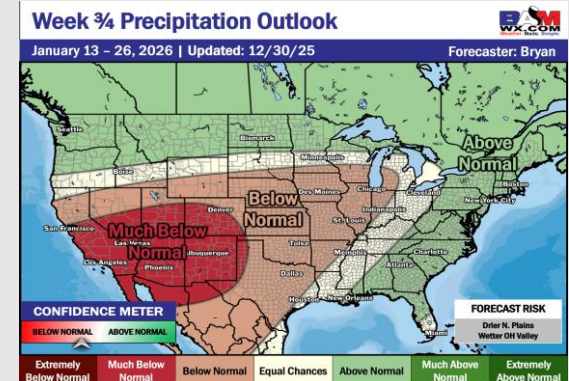 Week ¾ Precipitation Outlook
BAM
WX.COM
Weather Made Simple
January 13 – 26, 2026 | Updated: 12/30/25
Forecaster: Bryan
Seattle
Bismarck
Above
Normal
Boise
Minneapolis
Boston
Chicago
Cleveland
New York City
Des Moines
Below
Normal
Denver
Indianapolis
San Francisco
Much Below
Normal
St. Louis
Las Vegas
Albuquerque
Tulsa
Memphis
Charlotte
Los Angeles
Phoenix
Atlanta
Dallas
Houston
New Orleans
Miami
CONFIDENCE METER
BELOW NORMAL
ABOVE NORMAL
FORECAST RISK
Drier N. Plains
Wetter OH Valley
Extremely
Below Normal
Much Below
Normal
Below Normal
Equal Chances
Above Normal
Much Above
Normal
Extremely
Above Normal